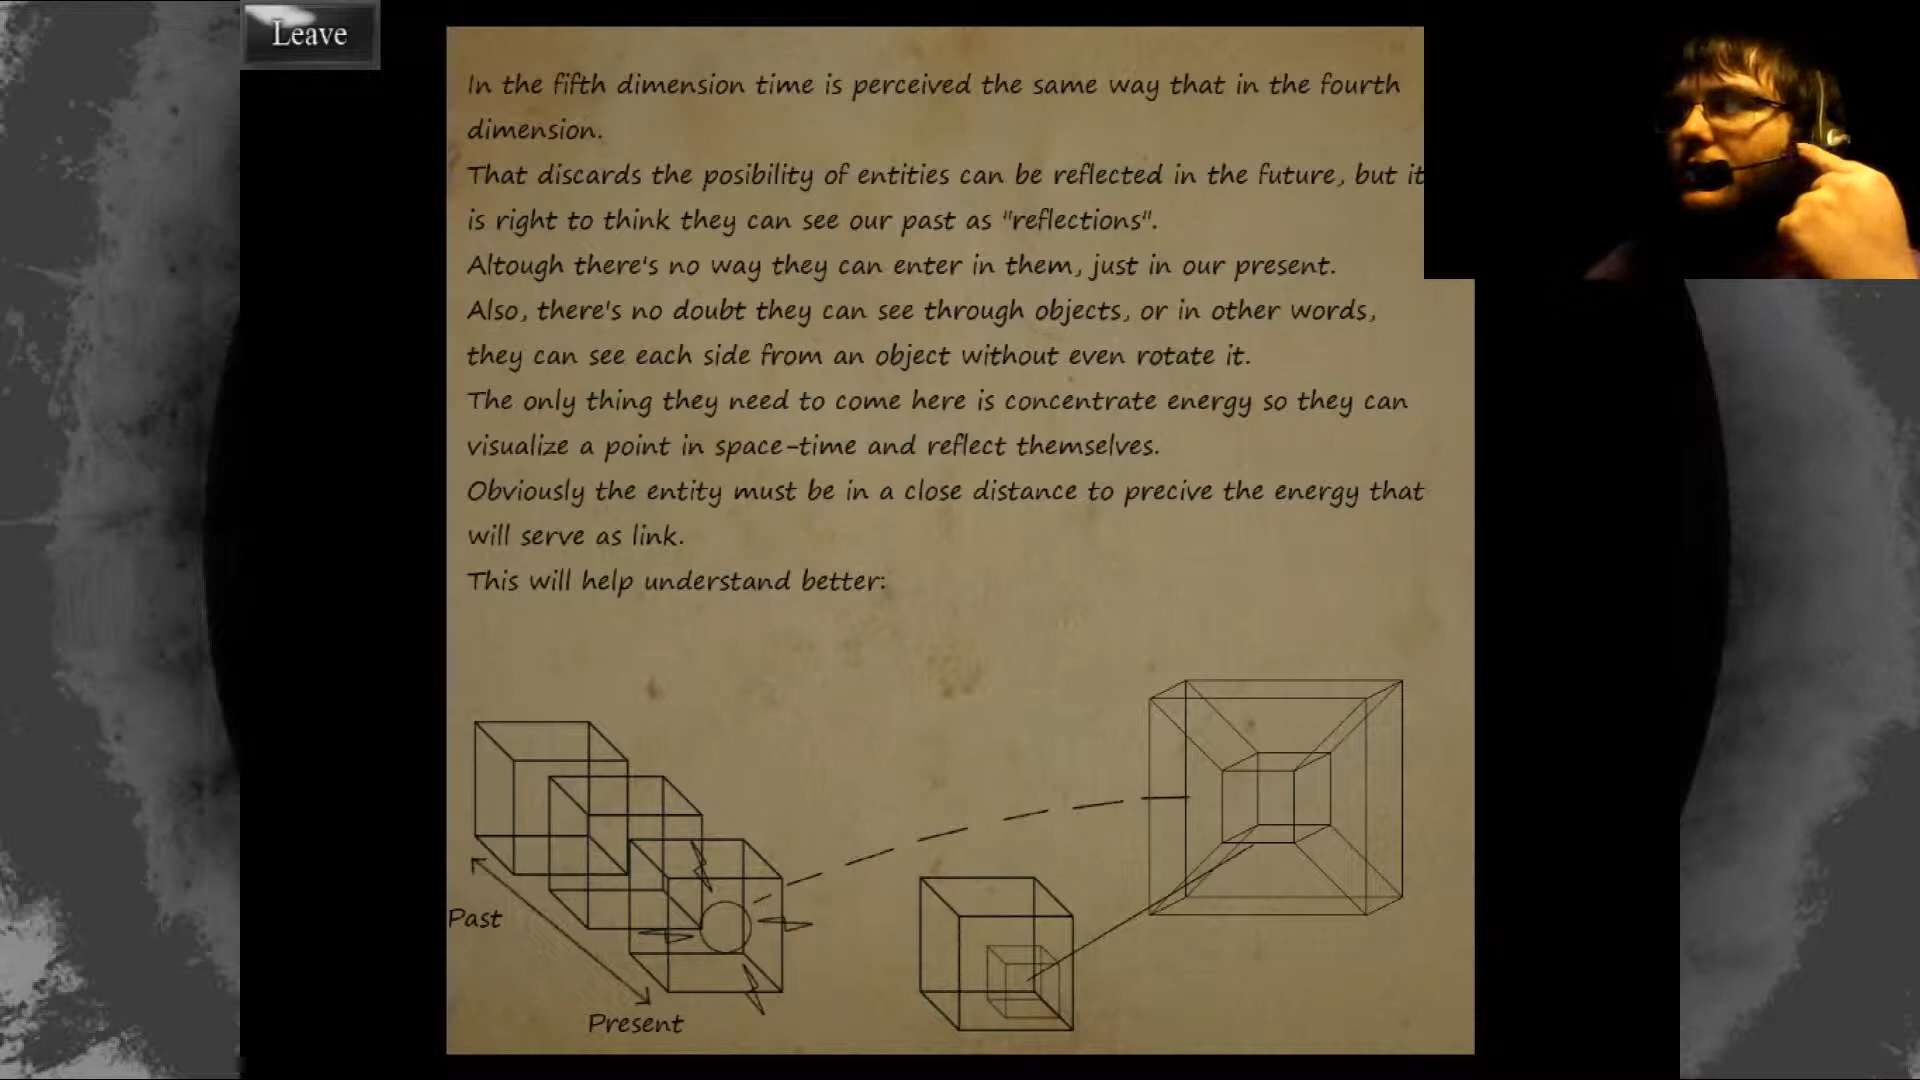 Leave
In the fifth dimension time is perceived the same way that in the fourth
dimension.
That discards the posibility of entities can be reflected in the future, but it
is right to think they can see our past as "reflections".
Altough there's no way they can enter in them, just in our present.
Also, there's no doubt they can see through objects, or in other words,
they can see each side from an object without even rotate it.
The only thing they need to come here is concentrate energy so they can
visualize a point in space-time and reflect themselves.
Obviously the entity must be in a close distance to precive the energy that
will serve as link.
This will help understand better:
Past
Present